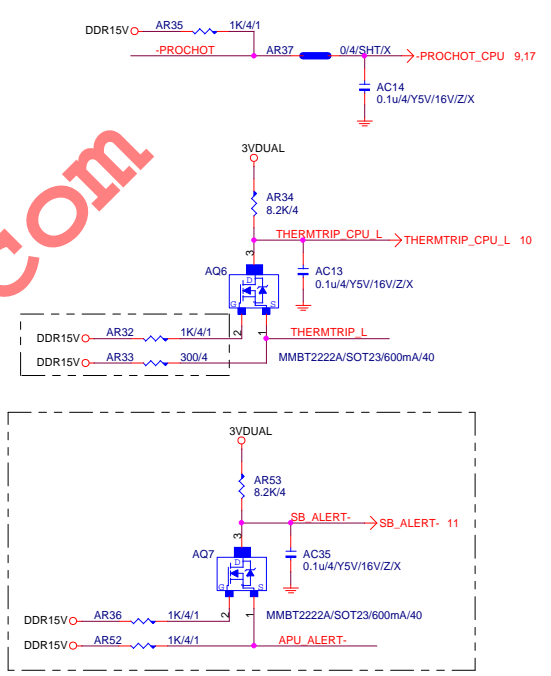 DDR15V AR35 1K/4/1
-PROCHOT AR37 0/4/SHT/X -PROCHOT_CPU 9,17
AC14
0.1u/4/Y5V/16V/Z/X
com
3VDUAL
AR34
8.2K/4
THERMTRIP_CPU_L THERMTRIP_CPU_L 10
3
AQ6 D AC13
0.1u/4/Y5V/16V/Z/X
G S
DDR15V AR32 1K/4/1 2 1 THERMTRIP_L
DDR15V AR33 300/4 MMBT2222A/SOT23/600mA/40
3VDUAL
AR53
8.2K/4
SB_ALERT- SB_ALERT- 11
3
AQ7 D AC35
0.1u/4/Y5V/16V/Z/X
G S
DDR15V AR36 1K/4/1 2 1 MMBT2222A/SOT23/600mA/40
DDR15V AR52 1K/4/1 APU_ALERT-